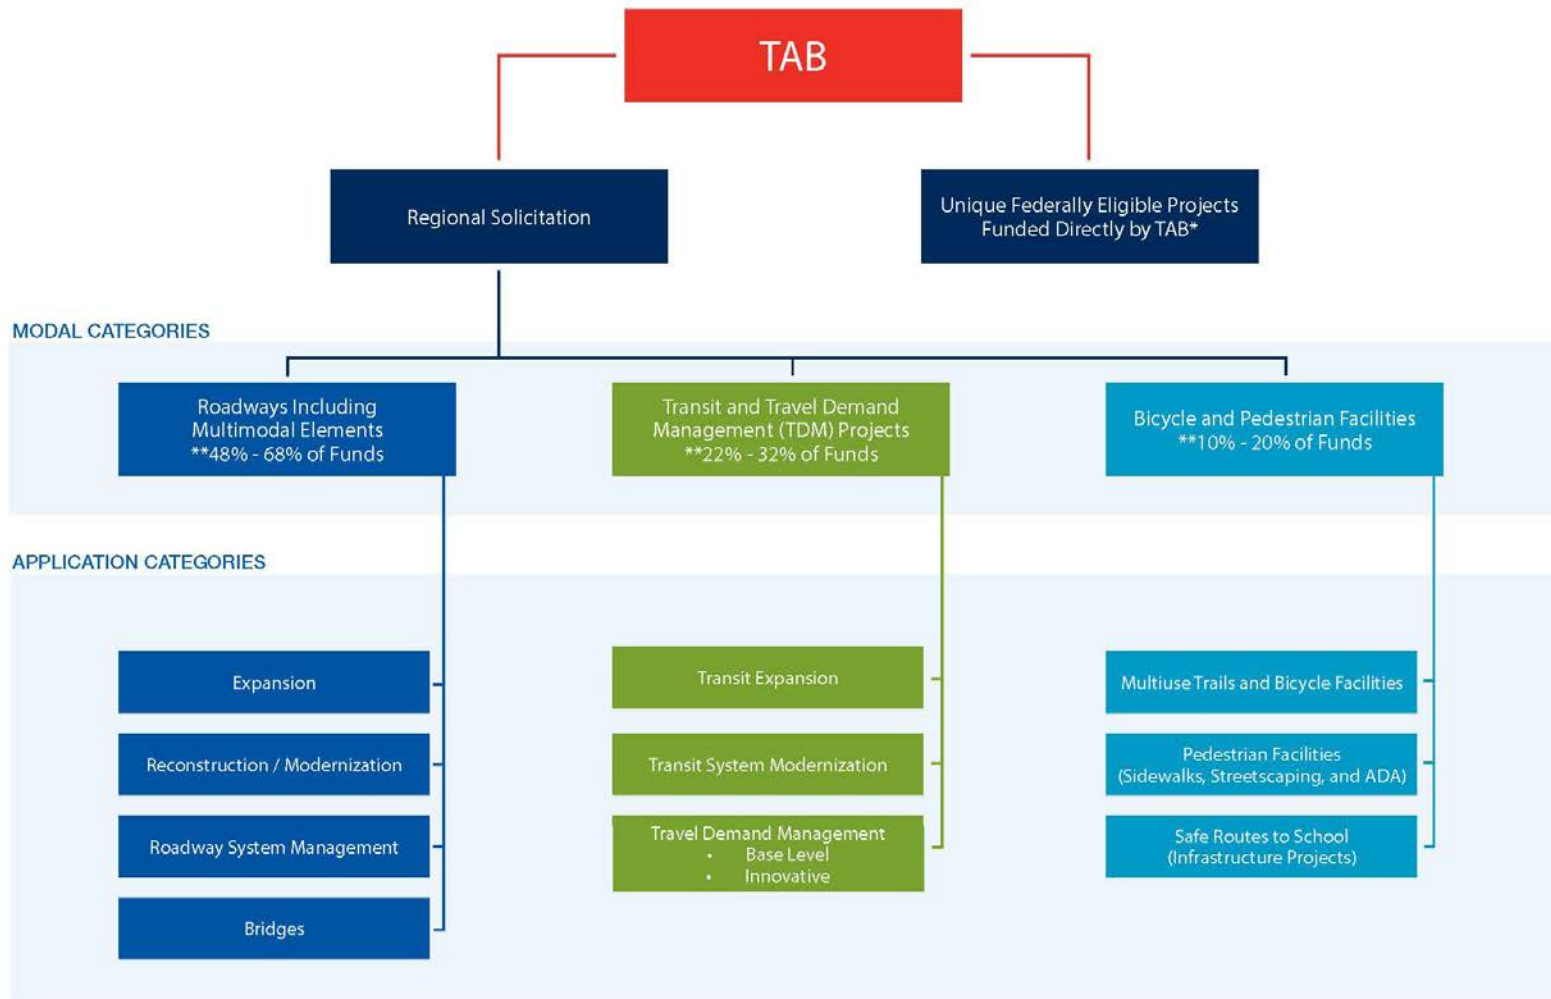 TAB
Regional Solicitation
Unique Federally Eligible Projects
Funded Directly by TAB*
MODAL CATEGORIES
Roadways Including
Multimodal Elements
**48% - 68% of Funds
Transit and Travel Demand
Management (TDM) Projects
**22% - 32% of Funds
Bicycle and Pedestrian Facilities
**10% - 20% of Funds
APPLICATION CATEGORIES
Expansion
Reconstruction / Modernization
Roadway System Management
Bridges
Transit Expansion
Transit System Modernization
Travel Demand Management
• Base Level
• Innovative
Multiuse Trails and Bicycle Facilities
Pedestrian Facilities
(Sidewalks, Streetscaping, and ADA)
Safe Routes to School
(Infrastructure Projects)